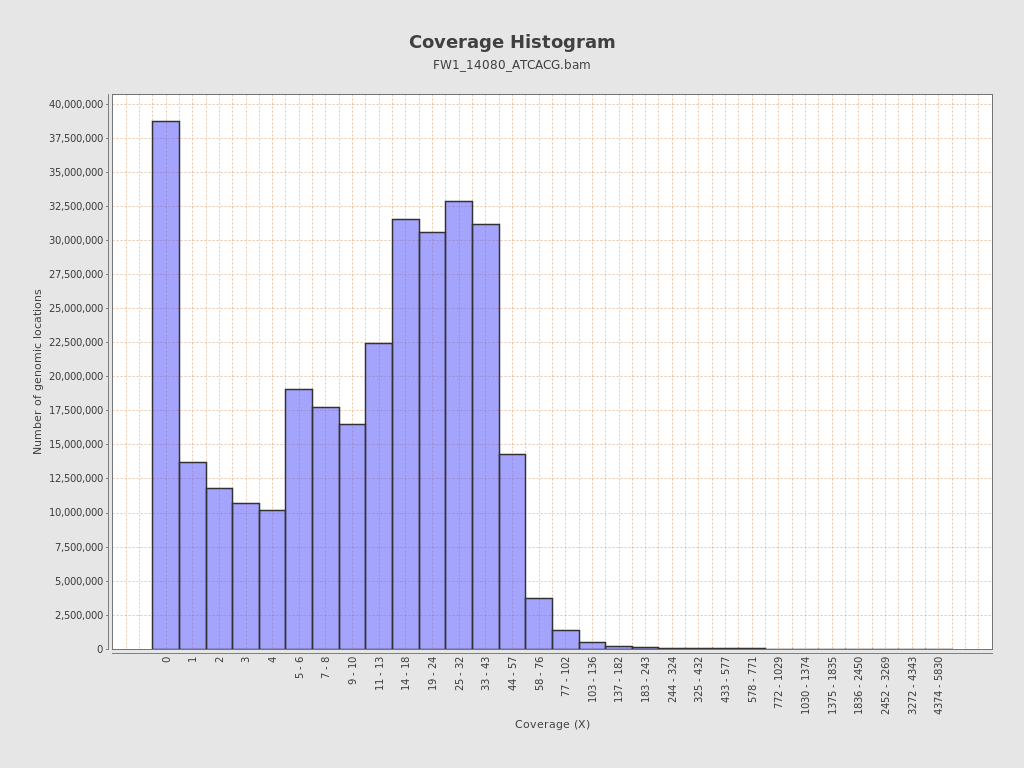 Coverage Histogram
FW1_14080_ATCACG.bam
Number of genomic locations
40,000,000
37,500,000
35,000,000
32,500,000
30,000,000
27,500,000
25,000,000
22,500,000
20,000,000
17,500,000
15,000,000
12,500,000
10,000,000
7,500,000
5,000,000
2,500,000
0
0
1
2
3
4
5 - 6
7 - 8
9 - 10
11 - 13
14 - 18
19 - 24
25 - 32
33 - 43
44 - 57
58 - 76
77 - 102
103 - 136
137 - 182
183 - 243
244 - 324
325 - 432
433 - 577
578 - 771
772 - 1029
1030 - 1374
1375 - 1835
1836 - 2450
2452 - 3269
3272 - 4343
4374 - 5830
Coverage (X)